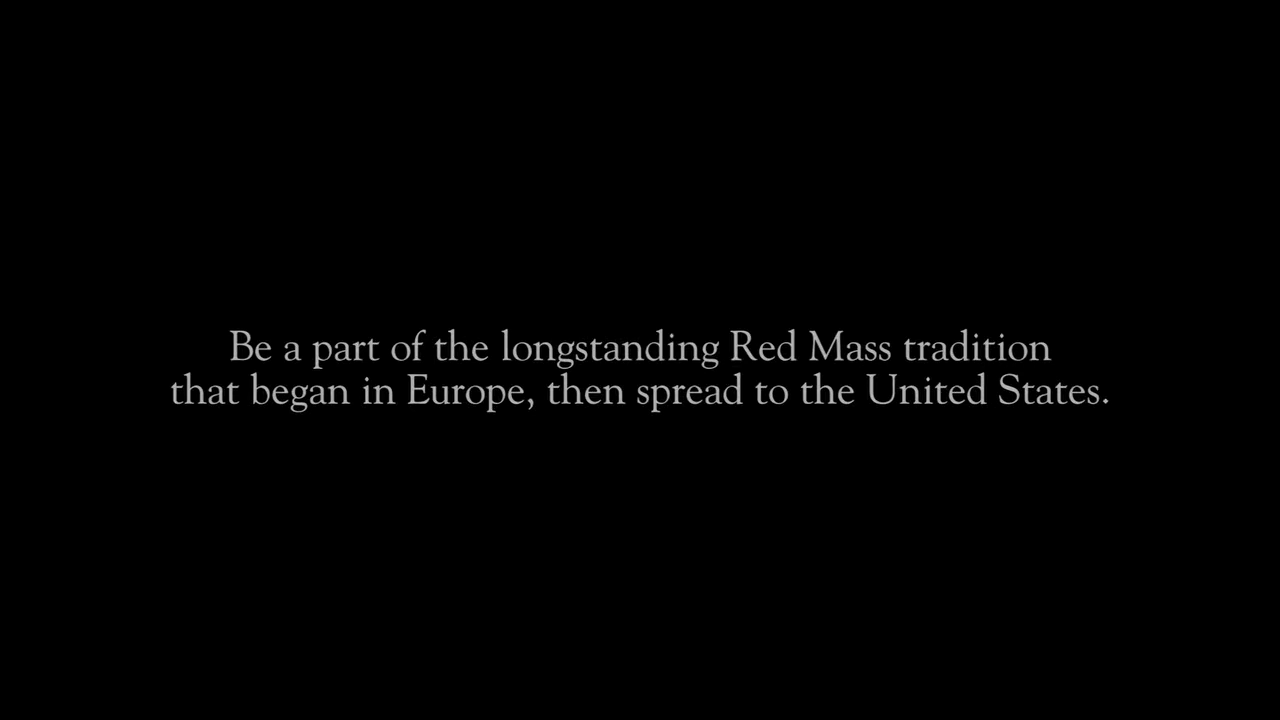 Be a part of the longstanding Red Mass tradition
that began in Europe, then spread to the United States.